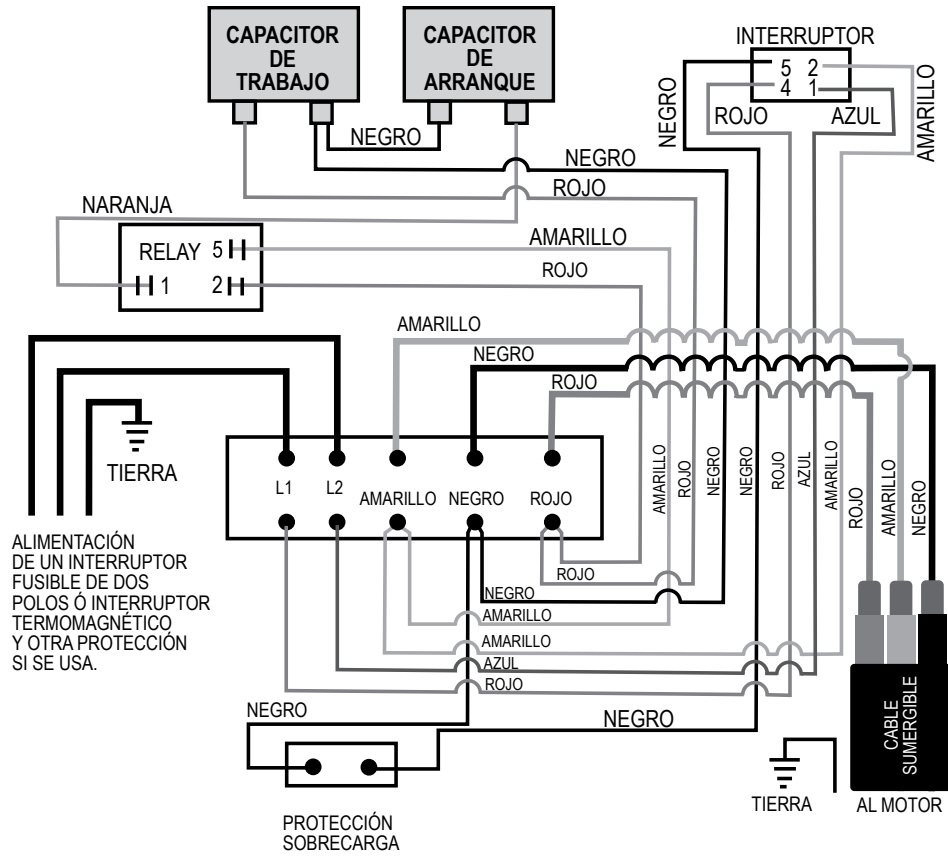 CAPACITOR
DE
TRABAJO
CAPACITOR
DE
ARRANQUE
INTERRUPTOR
5 2
4 1
NEGRO
ROJO
AZUL
AMARILLO
NEGRO
NEGRO
ROJO
NARANJA
RELAY 5
1 2
AMARILLO
ROJO
AMARILLO
NEGRO
ROJO
TIERRA
L1
L2
AMARILLO
NEGRO
ROJO
AMARILLO
ROJO
NEGRO
NEGRO
ROJO
AZUL
AMARILLO
ROJO
AMARILLO
NEGRO
ALIMENTACIÓN
DE UN INTERRUPTOR
FUSIBLE DE DOS
POLOS Ó INTERRUPTOR
TERMOMAGNÉTICO
Y OTRA PROTECCIÓN
SI SE USA.
ROJO
NEGRO
AMARILLO
AMARILLO
AZUL
ROJO
NEGRO
NEGRO
CABLE
SUMERGIBLE
TIERRA
AL MOTOR
PROTECCIÓN
SOBRECARGA